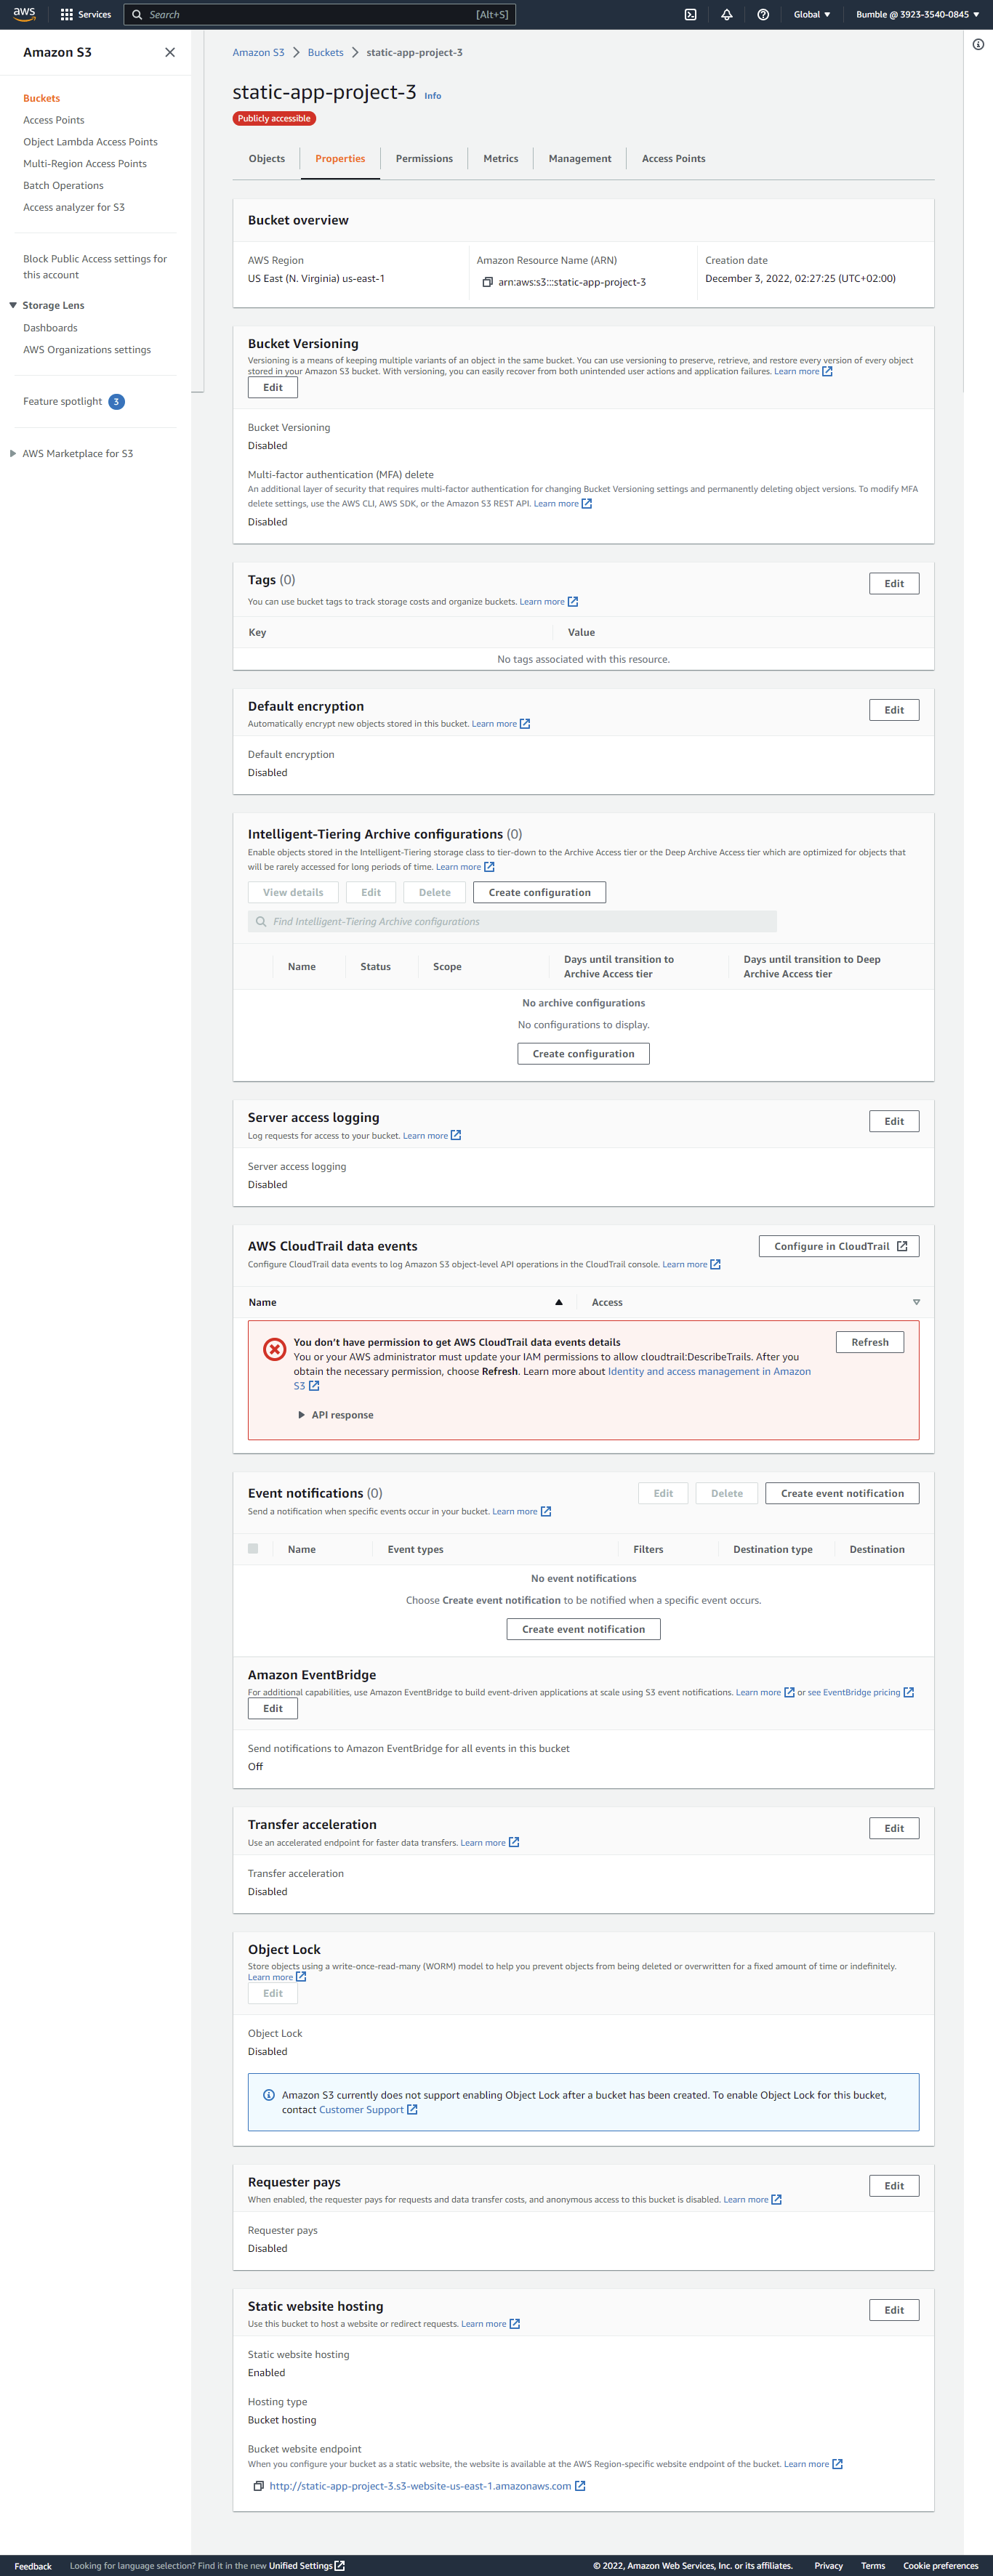 aws Services Search [Alt+S] Global Bumble @ 3923-3540-0845
Amazon S3
Buckets
Access Points
Object Lambda Access Points
Multi-Region Access Points
Batch Operations
Access analyzer for S3
Block Public Access settings for
this account
Storage Lens
Dashboards
AWS Organizations settings
Feature spotlight 3
AWS Marketplace for S3
Amazon S3 Buckets static-app-project-3
static-app-project-3 Info
Publicly accessible
Objects Properties Permissions Metrics Management Access Points
Bucket overview
AWS Region Amazon Resource Name (ARN) Creation date
US East (N. Virginia) us-east-1 arn:aws:s3:::static-app-project-3 December 3, 2022, 02:27:25 (UTC+02:00)
Bucket Versioning
Versioning is a means of keeping multiple variants of an object in the same bucket. You can use versioning to preserve, retrieve, and restore every version of every object
stored in your Amazon S3 bucket. With versioning, you can easily recover from both unintended user actions and application failures. Learn more
Edit
Bucket Versioning
Disabled
Multi-factor authentication (MFA) delete
An additional layer of security that requires multi-factor authentication for changing Bucket Versioning settings and permanently deleting object versions. To modify MFA
delete settings, use the AWS CLI, AWS SDK, or the Amazon S3 REST API. Learn more
Disabled
Tags (0) Edit
You can use bucket tags to track storage costs and organize buckets. Learn more
Key Value
No tags associated with this resource.
Default encryption Edit
Automatically encrypt new objects stored in this bucket. Learn more
Default encryption
Disabled
Intelligent-Tiering Archive configurations (0)
Enable objects stored in the Intelligent-Tiering storage class to tier-down to the Archive Access tier or the Deep Archive Access tier which are optimized for objects that
will be rarely accessed for long periods of time. Learn more
View details Edit Delete Create configuration
Find Intelligent-Tiering Archive configurations
Name Status Scope Days until transition to Days until transition to Deep
Archive Access tier Archive Access tier
No archive configurations
No configurations to display.
Create configuration
Server access logging Edit
Log requests for access to your bucket. Learn more
Server access logging
Disabled
AWS CloudTrail data events Configure in CloudTrail
Configure CloudTrail data events to log Amazon S3 object-level API operations in the CloudTrail console. Learn more
Name Access
You don’t have permission to get AWS CloudTrail data events details Refresh
You or your AWS administrator must update your IAM permissions to allow cloudtrail:DescribeTrails. After you
obtain the necessary permission, choose Refresh. Learn more about Identity and access management in Amazon
S3
API response
Event notifications (0) Edit Delete Create event notification
Send a notification when specific events occur in your bucket. Learn more
Name Event types Filters Destination type Destination
No event notifications
Choose Create event notification to be notified when a specific event occurs.
Create event notification
Amazon EventBridge
For additional capabilities, use Amazon EventBridge to build event-driven applications at scale using S3 event notifications. Learn more or see EventBridge pricing
Edit
Send notifications to Amazon EventBridge for all events in this bucket
Off
Transfer acceleration Edit
Use an accelerated endpoint for faster data transfers. Learn more
Transfer acceleration
Disabled
Object Lock
Store objects using a write-once-read-many (WORM) model to help you prevent objects from being deleted or overwritten for a fixed amount of time or indefinitely.
Learn more
Edit
Object Lock
Disabled
Amazon S3 currently does not support enabling Object Lock after a bucket has been created. To enable Object Lock for this bucket,
contact Customer Support
Requester pays Edit
When enabled, the requester pays for requests and data transfer costs, and anonymous access to this bucket is disabled. Learn more
Requester pays
Disabled
Static website hosting Edit
Use this bucket to host a website or redirect requests. Learn more
Static website hosting
Enabled
Hosting type
Bucket hosting
Bucket website endpoint
When you configure your bucket as a static website, the website is available at the AWS Region-specific website endpoint of the bucket. Learn more
http://static-app-project-3.s3-website-us-east-1.amazonaws.com
Feedback Looking for language selection? Find it in the new Unified Settings © 2022, Amazon Web Services, Inc. or its affiliates. Privacy Terms Cookie preferences